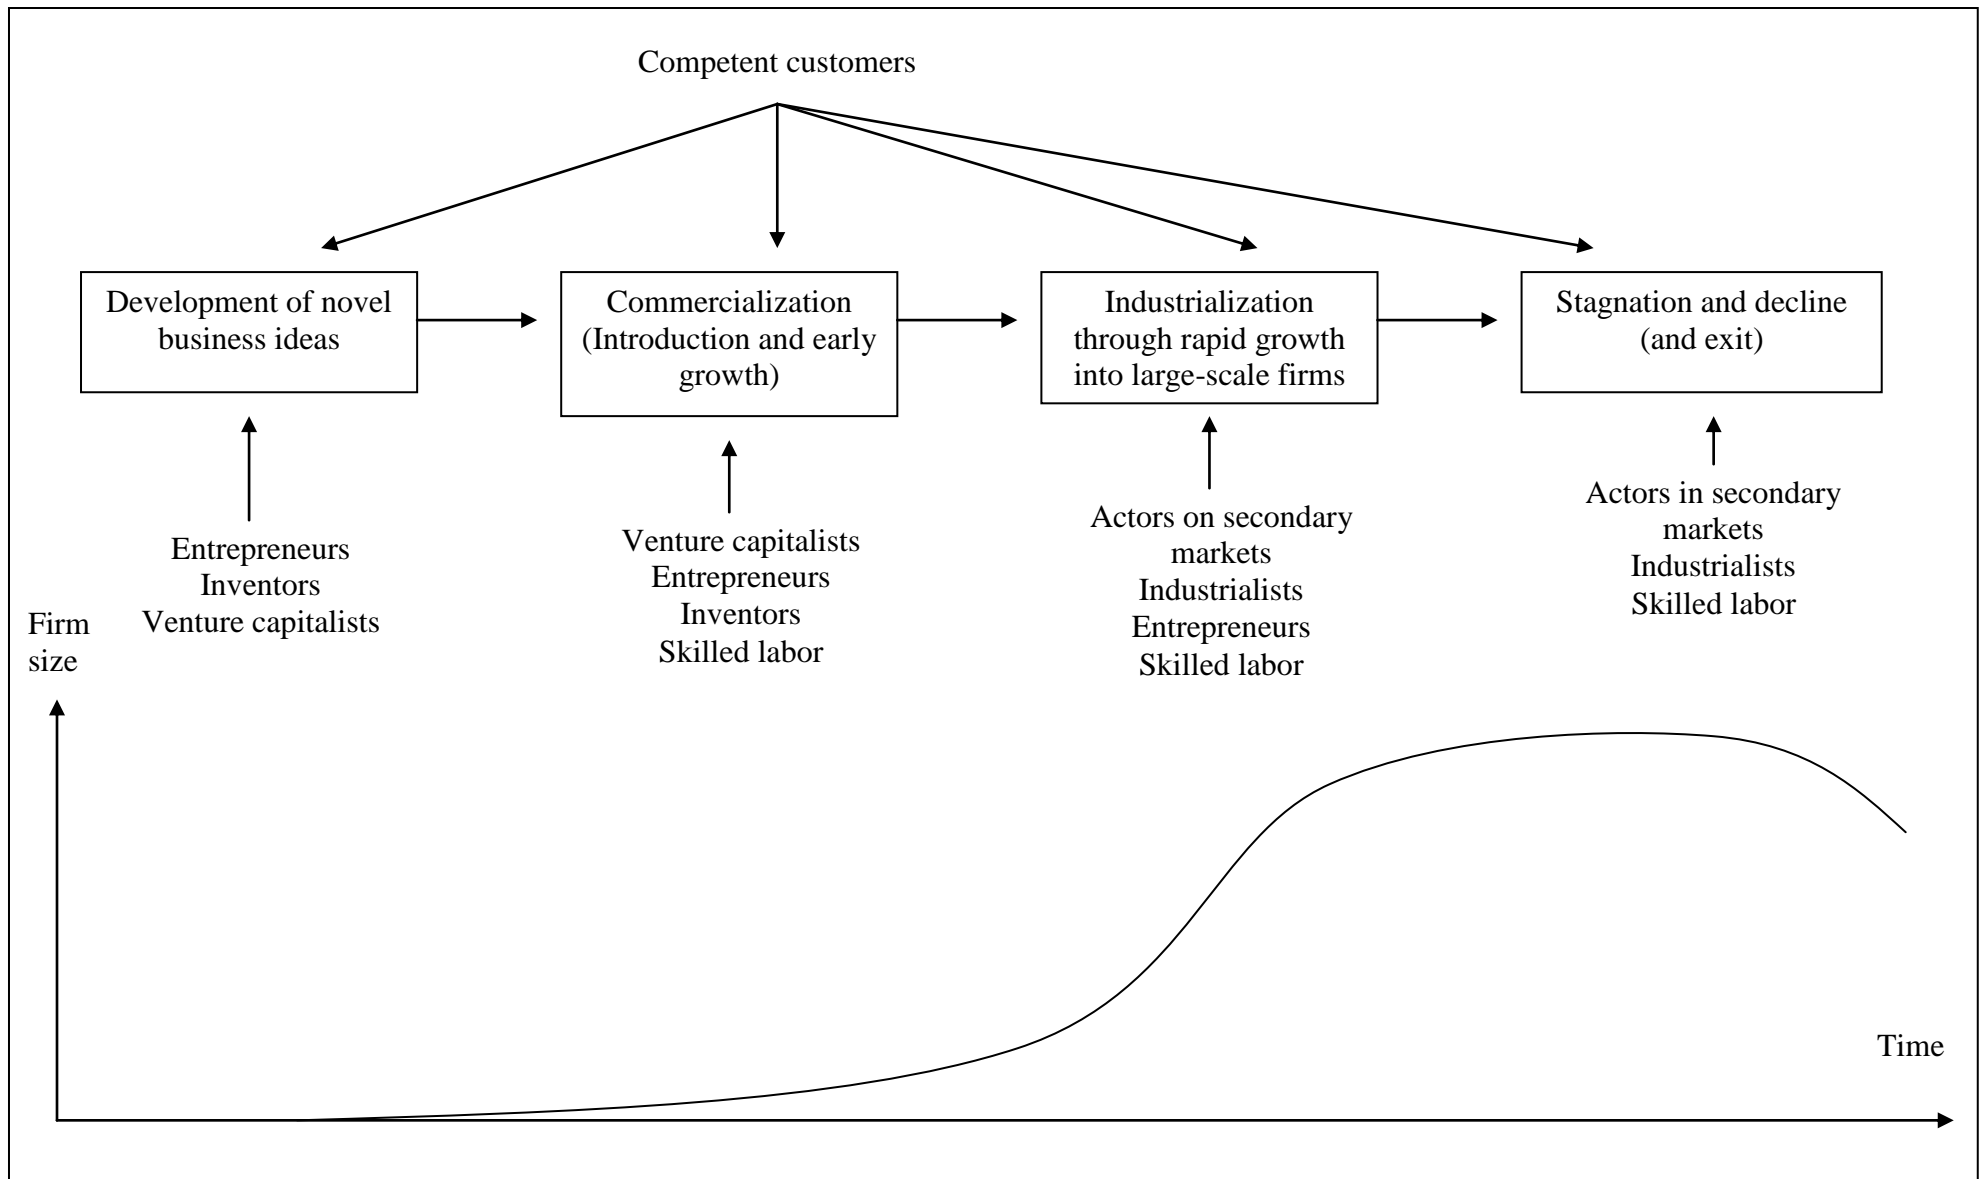 Competent customers
Development of novel
business ideas
Commercialization
(Introduction and early
growth)
Industrialization
through rapid growth
into large-scale firms
Stagnation and decline
(and exit)
Entrepreneurs
Inventors
Venture capitalists
Venture capitalists
Entrepreneurs
Inventors
Skilled labor
Actors on secondary
markets
Industrialists
Entrepreneurs
Skilled labor
Actors in secondary
markets
Industrialists
Skilled labor
Firm
size
Time